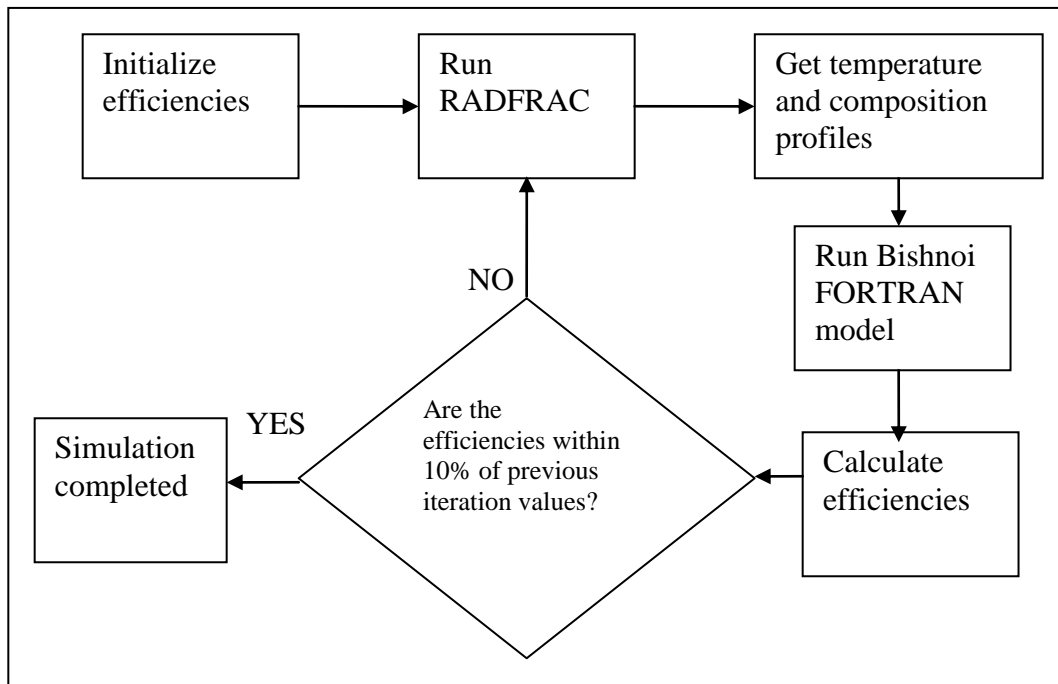 Initialize
efficiencies
Run
RADFRAC
Get temperature
and composition
profiles
Run Bishnoi
FORTRAN
model
Calculate
efficiencies
Are the
efficiencies within
10% of previous
iteration values?
NO
YES
Simulation
completed